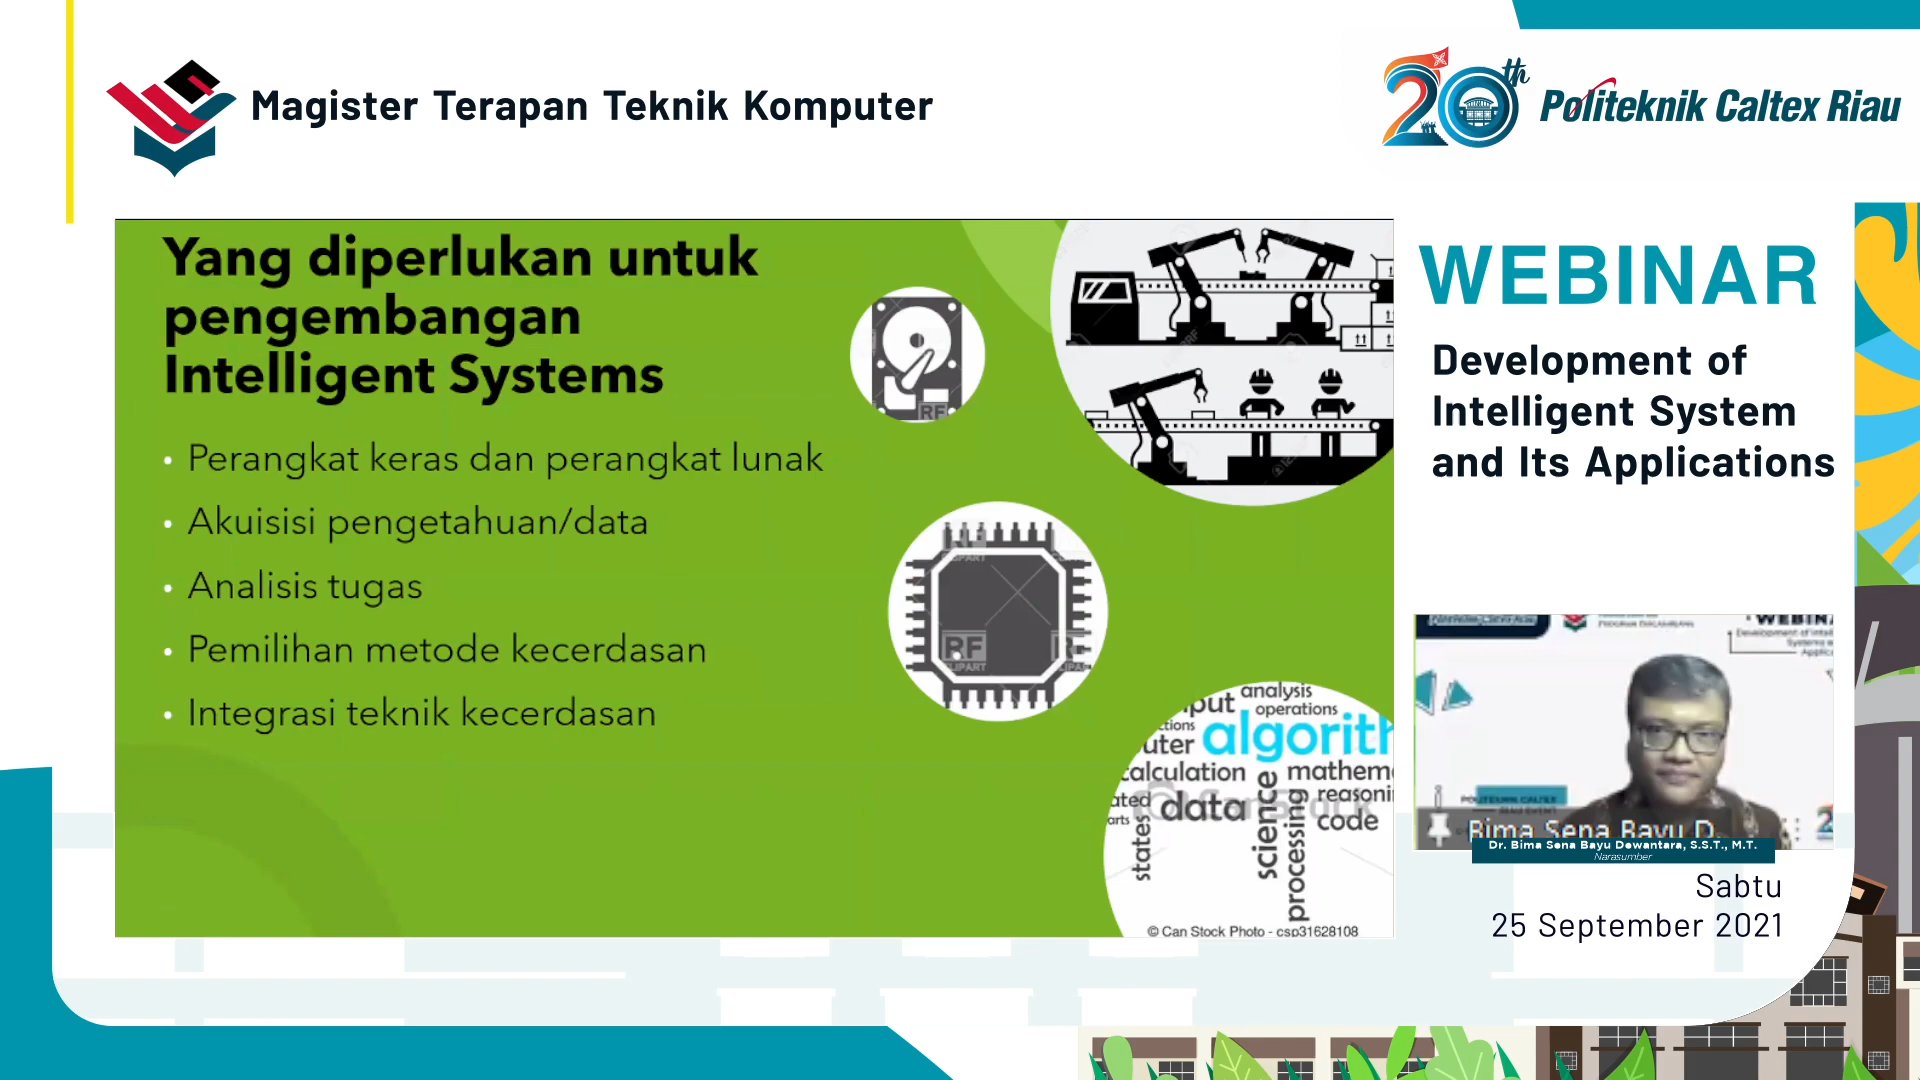 Magister Terapan Teknik Komputer
20th
Politeknik Caltex Riau
Yang diperlukan untuk
pengembangan
Intelligent Systems
• Perangkat keras dan perangkat lunak
• Akuisisi pengetahuan/data
• Analisis tugas
• Pemilihan metode kecerdasan
• Integrasi teknik kecerdasan
RF
RF
CLIPART
analysis
operations
algorith
calculation
mathem
data
reasoni
code
states
science
processing
© Can Stock Photo - csp31628108
WEBINAR
Development of
Intelligent System
and Its Applications
Bima Sena Bayu D.
Dr. Bima Sena Bayu Dewantara, S.S.T., M.T.
Narasumber
Sabtu
25 September 2021